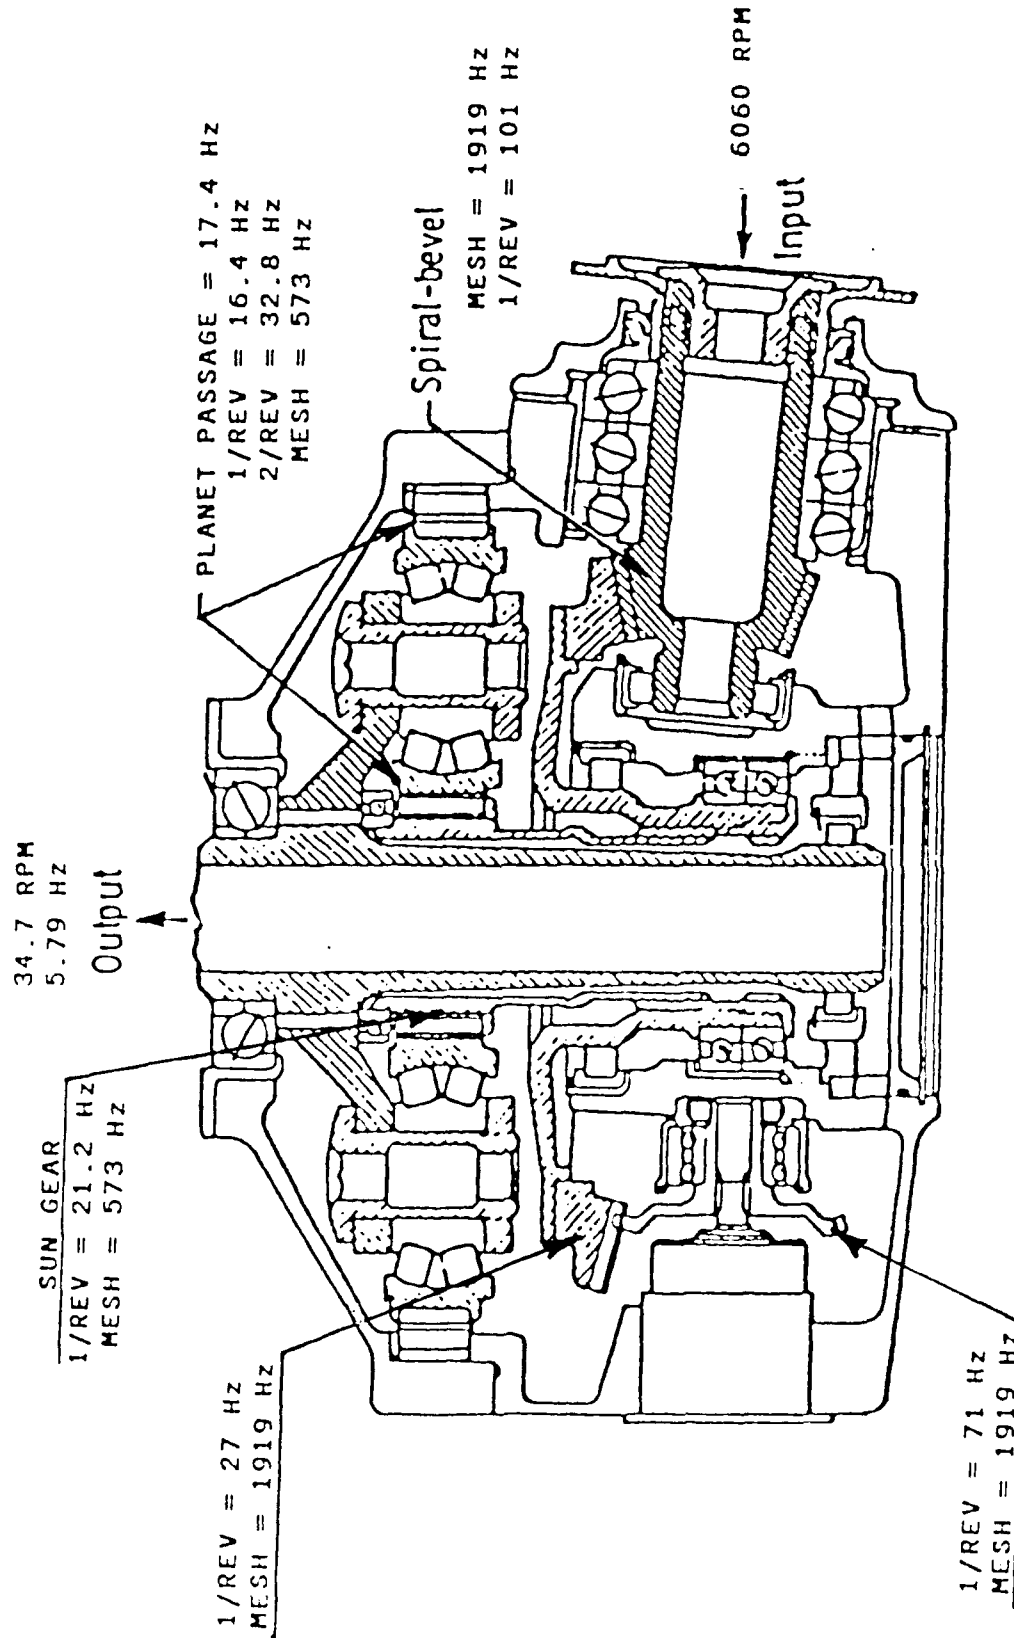 34.7 RPM
5.79 Hz
Output
SUN GEAR
1/REV = 21.2 Hz
MESH = 573 Hz
1/REV = 27 Hz
MESH = 1919 Hz
1/REV = 71 Hz
MESH = 1919 Hz
PLANET PASSAGE = 17.4 Hz
1/REV = 16.4 Hz
2/REV = 32.8 Hz
MESH = 573 Hz
Spiral-bevel
MESH = 1919 Hz
1/REV = 101 Hz
6060 RPM
Input